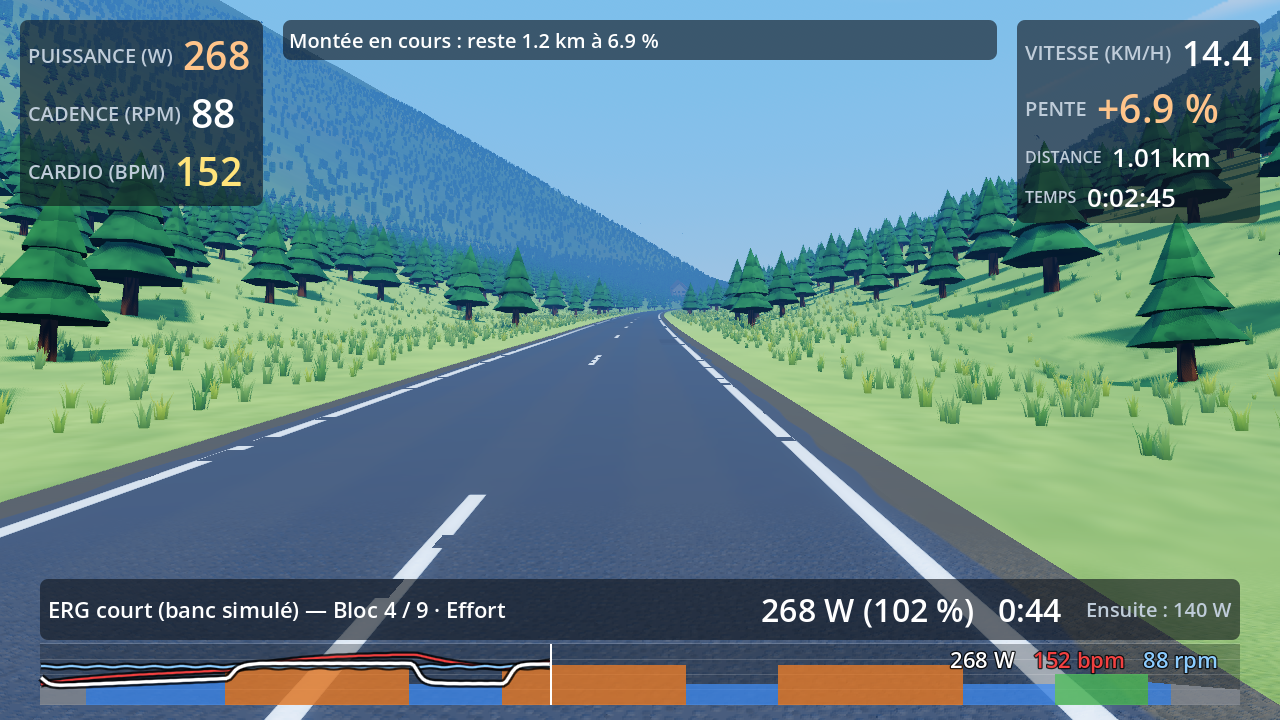 PUISSANCE (W) 268
CADENCE (RPM) 88
CARDIO (BPM) 152
Montée en cours : reste 1.2 km à 6.9 %
VITESSE (KM/H) 14.4
PENTE +6.9 %
DISTANCE 1.01 km
TEMPS 0:02:45
ERG court (banc simulé) — Bloc 4 / 9 · Effort 268 W (102 %) 0:44 Ensuite : 140 W
268 W 152 bpm 88 rpm